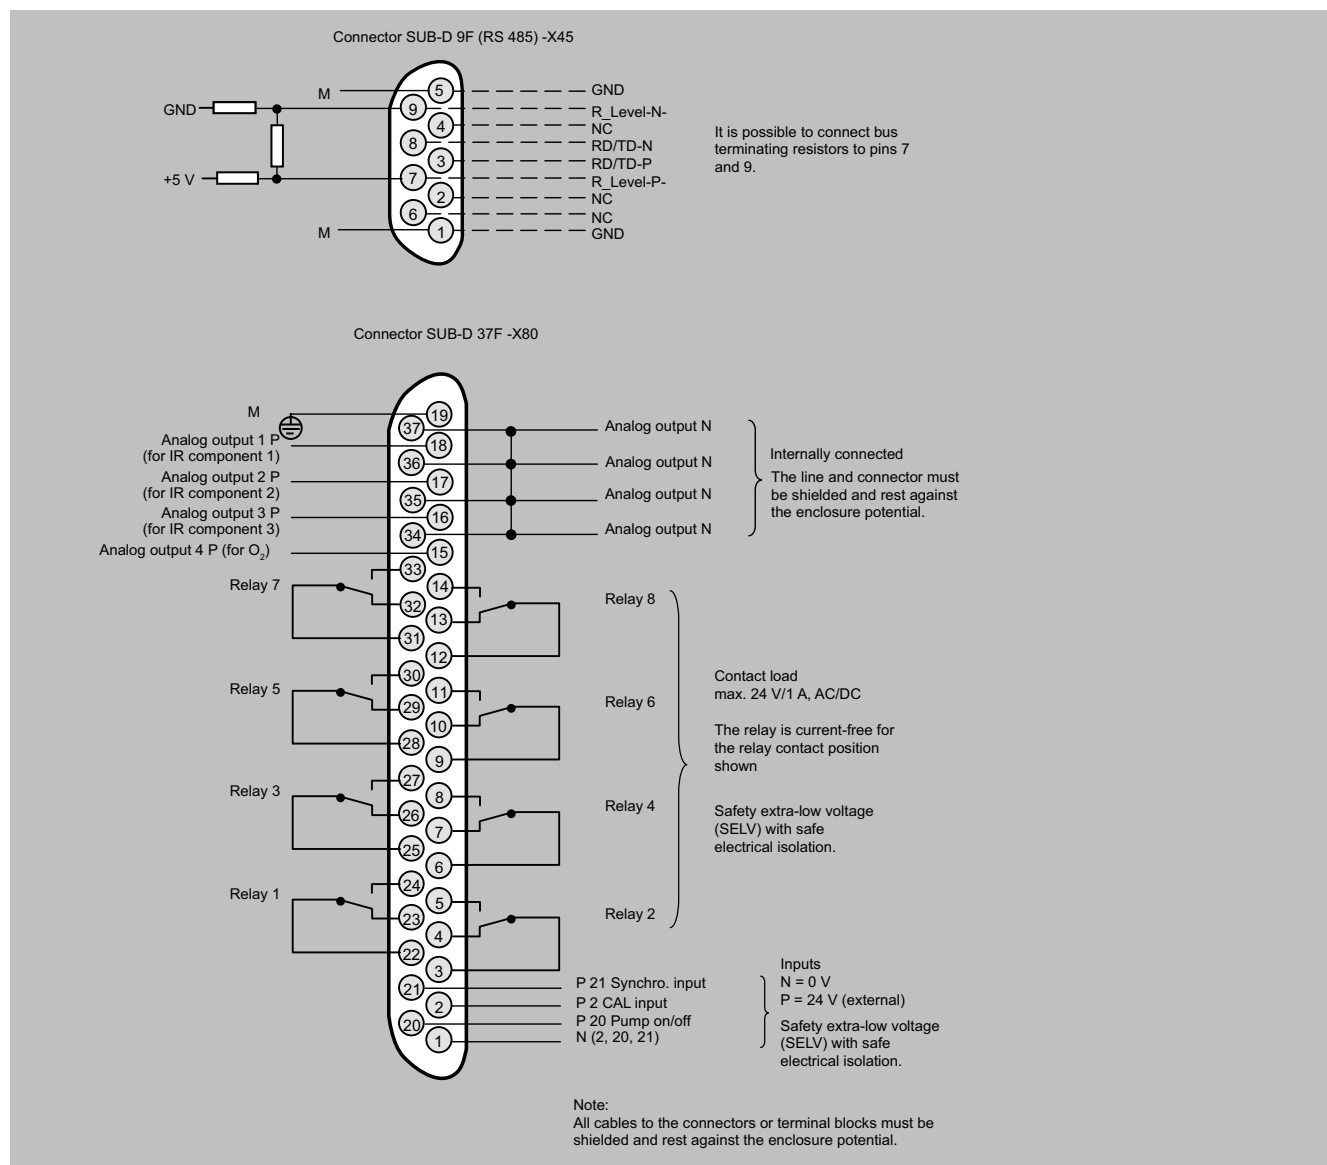 Connector SUB-D 9F (RS 485) -X45
M
5
GND
GND
9
R_Level-N-
4
NC
8
RD/TD-N
3
RD/TD-P
+5 V
7
R_Level-P-
2
NC
6
NC
M
1
GND
It is possible to connect bus
terminating resistors to pins 7
and 9.
Connector SUB-D 37F -X80
M
19
37
Analog output N
Analog output 1 P
(for IR component 1)
18
36
Analog output N
Analog output 2 P
(for IR component 2)
17
35
Analog output N
Analog output 3 P
(for IR component 3)
16
34
Analog output N
Analog output 4 P (for O2)
15
Internally connected
The line and connector must
be shielded and rest against
the enclosure potential.
33
Relay 7
14
Relay 8
32
13
31
12
30
Relay 5
11
Relay 6
29
10
28
9
27
Relay 3
8
Relay 4
26
7
25
6
24
Relay 1
5
Relay 2
23
4
22
3
Contact load
max. 24 V/1 A, AC/DC
The relay is current-free for
the relay contact position
shown
Safety extra-low voltage
(SELV) with safe
electrical isolation.
21
P 21 Synchro. input
2
P 2 CAL input
20
P 20 Pump on/off
1
N (2, 20, 21)
Inputs
N = 0 V
P = 24 V (external)
Safety extra-low voltage
(SELV) with safe
electrical isolation.
Note:
All cables to the connectors or terminal blocks must be
shielded and rest against the enclosure potential.